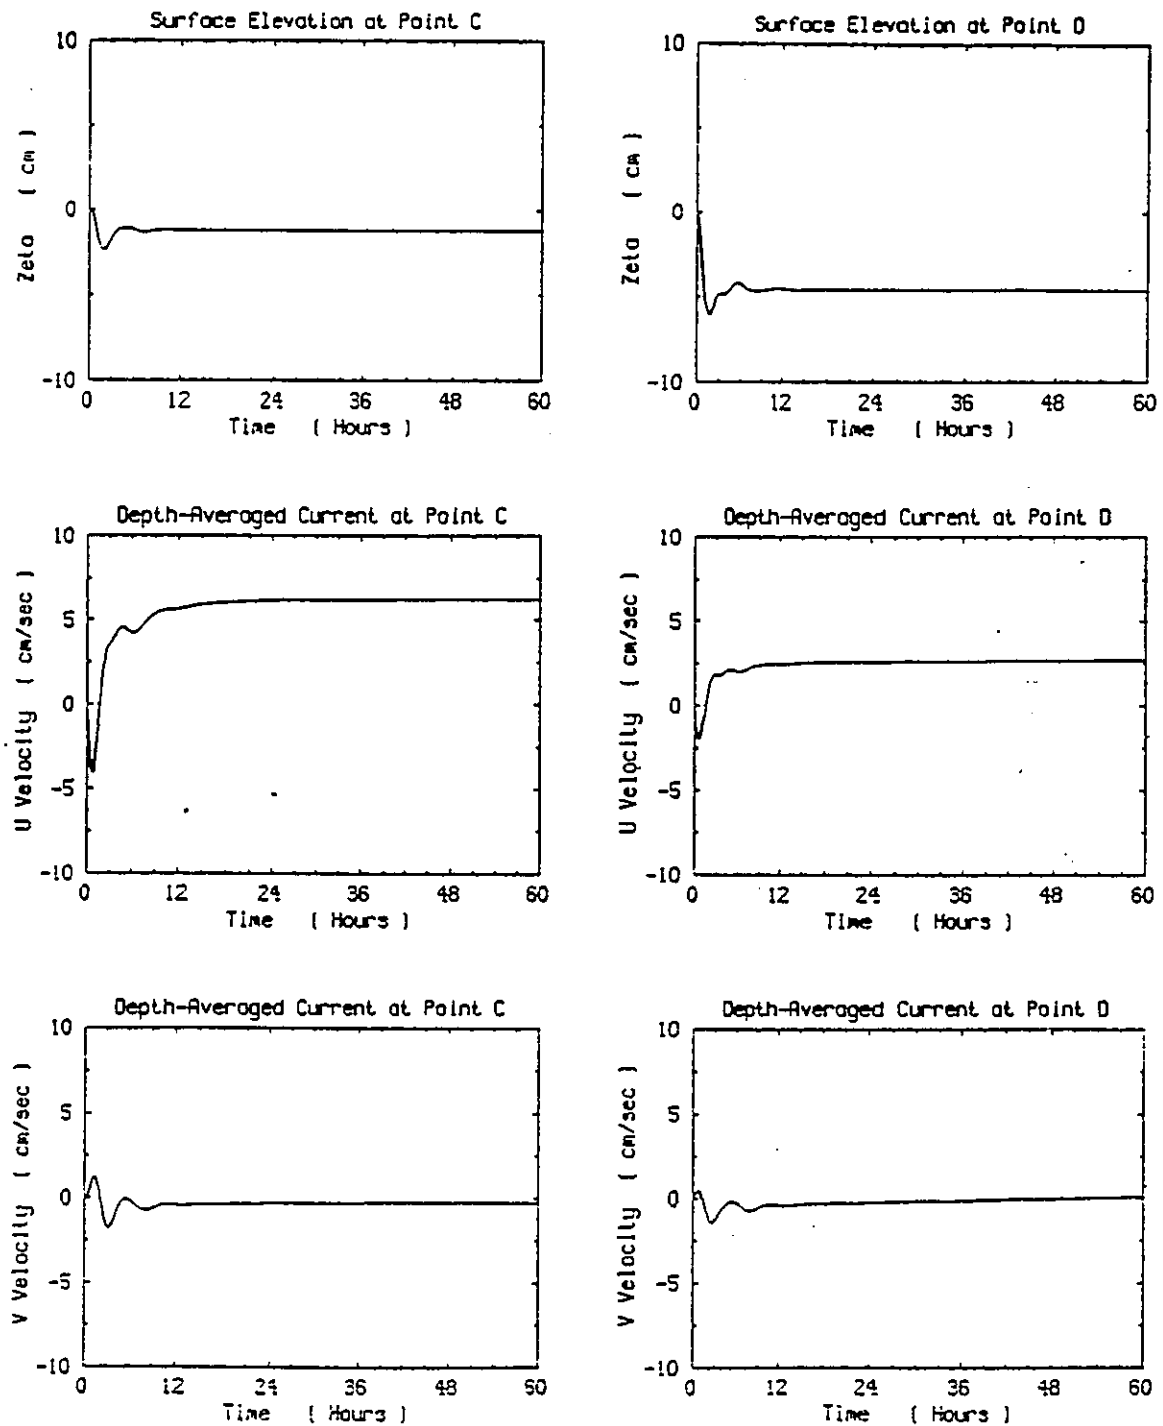 Surface Elevation at Point C
10
0
-10
Zeta ( cm )
0 12 24 36 48 60
Time ( Hours )
Surface Elevation at Point D
10
0
-10
Zeta ( cm )
0 12 24 36 48 60
Time ( Hours )
Depth-Averaged Current at Point C
10
5
0
-5
-10
U Velocity ( cm/sec )
0 12 24 36 48 60
Time ( Hours )
Depth-Averaged Current at Point D
10
5
0
-5
-10
U Velocity ( cm/sec )
0 12 24 36 48 60
Time ( Hours )
Depth-Averaged Current at Point C
10
5
0
-5
-10
V Velocity ( cm/sec )
0 12 24 36 48 60
Time ( Hours )
Depth-Averaged Current at Point D
10
5
0
-5
-10
V Velocity ( cm/sec )
0 12 24 36 48 60
Time ( Hours )